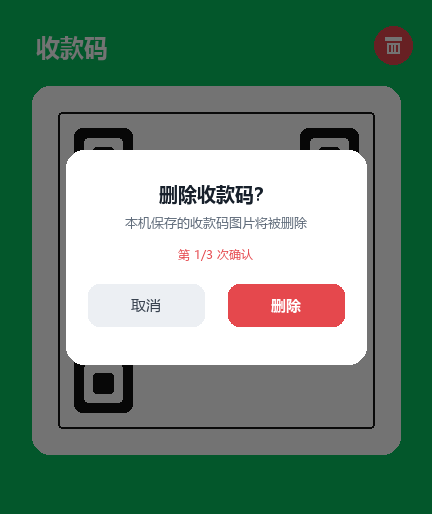 收款码
删除收款码?
本机保存的收款码图片将被删除
第 1/3 次确认
取消
删除